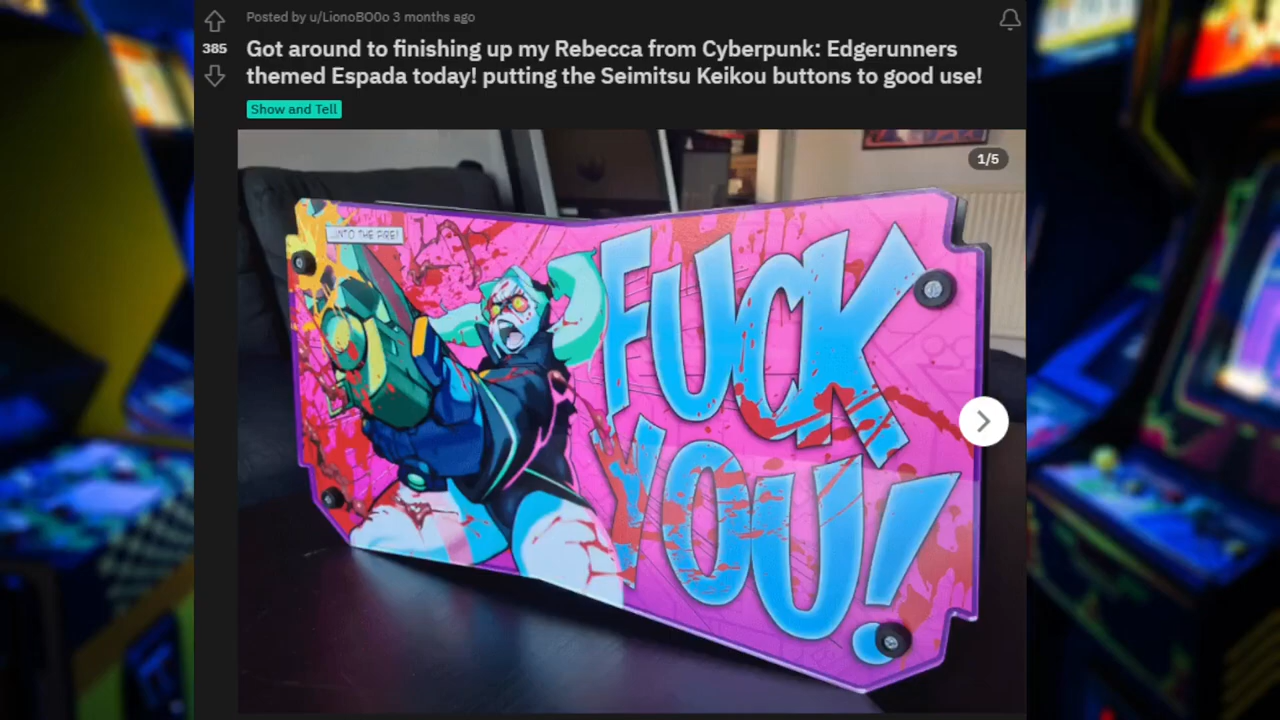 Posted by u/LionoBO0o 3 months ago
385
Got around to finishing up my Rebecca from Cyberpunk: Edgerunners
themed Espada today! putting the Seimitsu Keikou buttons to good use!
Show and Tell
1/5
...INTO THE FIRE!
FUCK
YOU!